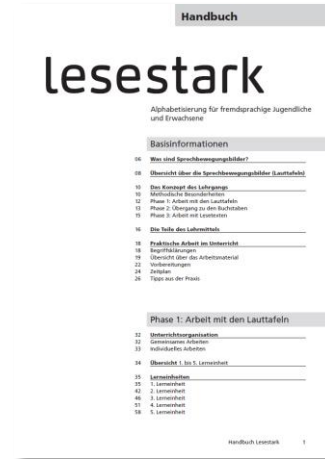 Handbuch
lesestark
Alphabetisierung für fremdsprachige Jugendliche
und Erwachsene
Basisinformationen
06 Was sind Sprechbewegungsbilder?
08 Übersicht über die Sprechbewegungsbilder (Lauttafeln)
10 Das Konzept des Lehrgangs
10 Methodische Besonderheiten
12 Phase 1: Arbeit mit den Lauttafeln
13 Phase 2: Übergang zu den Buchstaben
15 Phase 3: Arbeit mit Lesetexten
16 Die Teile des Lehrmittels
18 Praktische Arbeit im Unterricht
18 Begriffsklärungen
19 Übersicht über das Arbeitsmaterial
22 Vorbereitungen
24 Zeitplan
26 Tipps aus der Praxis
Phase 1: Arbeit mit den Lauttafeln
32 Unterrichtsorganisation
32 Gemeinsames Arbeiten
33 Individuelles Arbeiten
34 Übersicht 1. bis 5. Lerneinheit
35 Lerneinheiten
35 1. Lerneinheit
42 2. Lerneinheit
46 3. Lerneinheit
51 4. Lerneinheit
58 5. Lerneinheit
Handbuch Lesestark 1